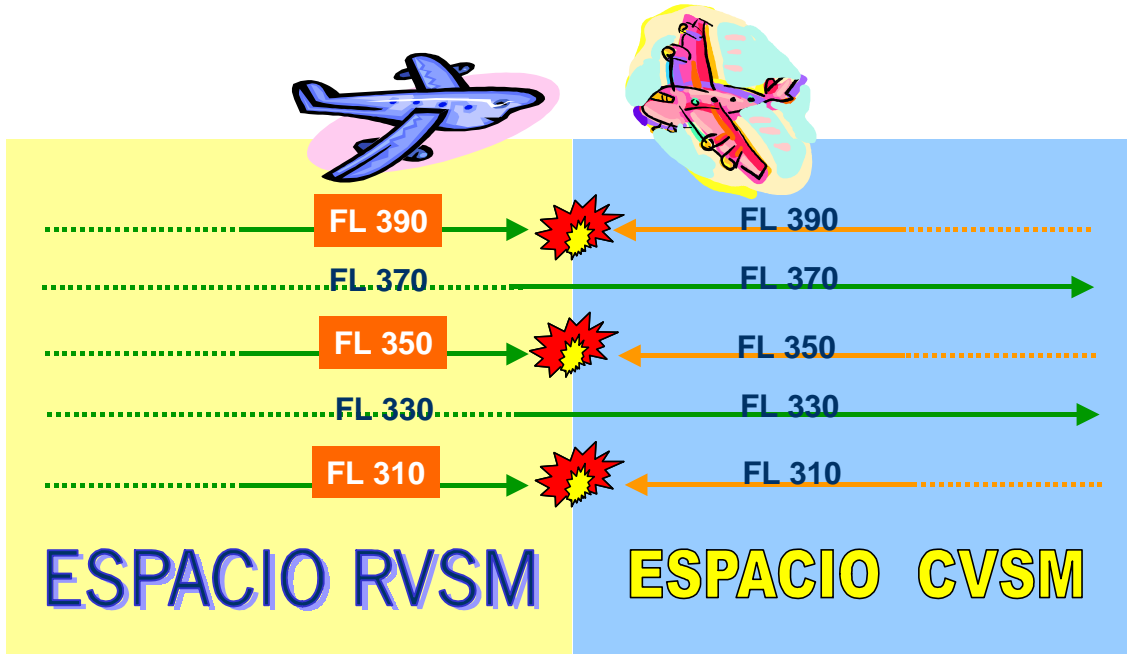 FL 390 FL 390
FL 370 FL 370
FL 350 FL 350
FL 330 FL 330
FL 310 FL 310
ESPACIO RVSM ESPACIO CVSM